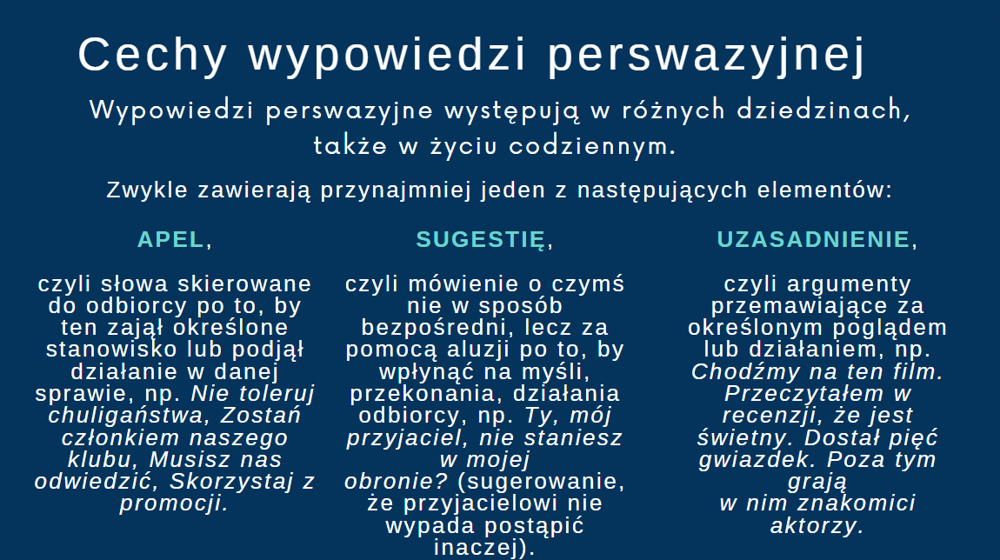 Cechy wypowiedzi perswazyjnej
Wypowiedzi perswazyjne występują w różnych dziedzinach,
także w życiu codziennym.
Zwykle zawierają przynajmniej jeden z następujących elementów:
APEL,
czyli słowa skierowane
do odbiorcy po to, by
ten zajął określone
stanowisko lub podjął
działanie w danej
sprawie, np. Nie toleruj
chuligaństwa, Zostań
członkiem naszego
klubu, Musisz nas
odwiedzić, Skorzystaj z
promocji.
SUGESTIĘ,
czyli mówienie o czymś
nie w sposób
bezpośredni, lecz za
pomocą aluzji po to, by
wpłynąć na myśli,
przekonania, działania
odbiorcy, np. Ty, mój
przyjaciel, nie staniesz
w mojej
obronie? (sugerowanie,
że przyjacielowi nie
wypada postąpić
inaczej).
UZASADNIENIE,
czyli argumenty
przemawiające za
określonym poglądem
lub działaniem, np.
Chodźmy na ten film.
Przeczytałem w
recenzji, że jest
świetny. Dostał pięć
gwiazdek. Poza tym
grają
w nim znakomici
aktorzy.